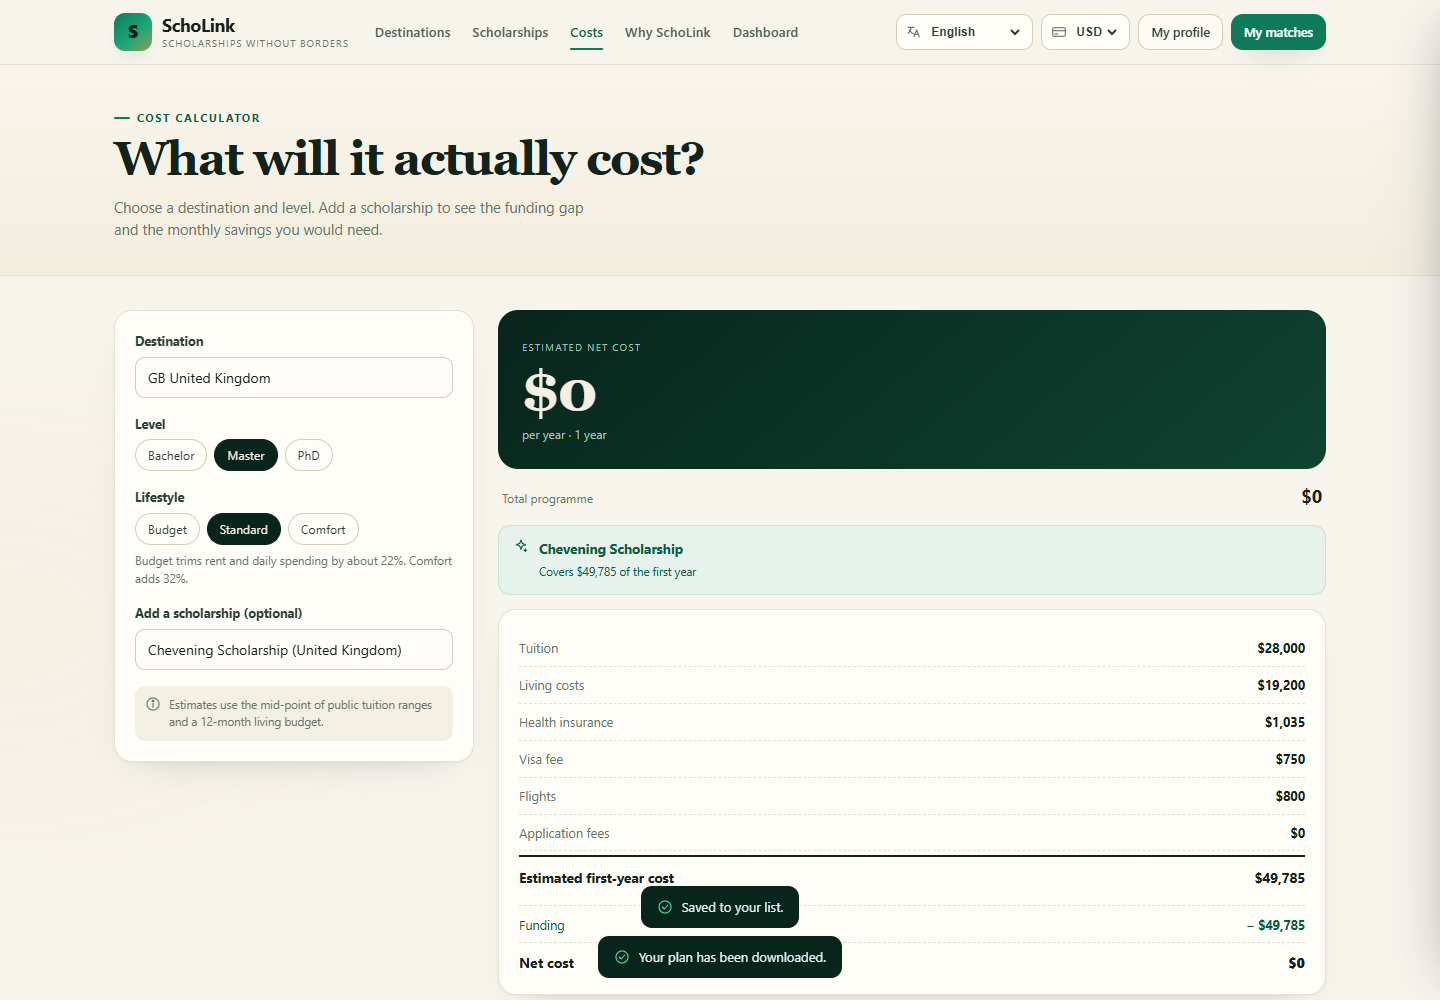 S
ScholLink
SCHOLARSHIPS WITHOUT BORDERS
Destinations
Scholarships
Costs
Why SchoLink
Dashboard
English
USD
My profile
My matches
COST CALCULATOR
What will it actually cost?
Choose a destination and level. Add a scholarship to see the funding gap
and the monthly savings you would need.
Destination
GB United Kingdom
Level
Bachelor
Master
PhD
Lifestyle
Budget
Standard
Comfort
Budget trims rent and daily spending by about 22%. Comfort
adds 32%.
Add a scholarship (optional)
Chevening Scholarship (United Kingdom)
Estimates use the mid-point of public tuition ranges
and a 12-month living budget.
ESTIMATED NET COST
$0
per year · 1 year
Total programme $0
Chevening Scholarship
Covers $49,785 of the first year
Tuition $28,000
Living costs $19,200
Health insurance $1,035
Visa fee $750
Flights $800
Application fees $0
Estimated first-year cost $49,785
Saved to your list.
Funding − $49,785
Your plan has been downloaded.
Net cost $0